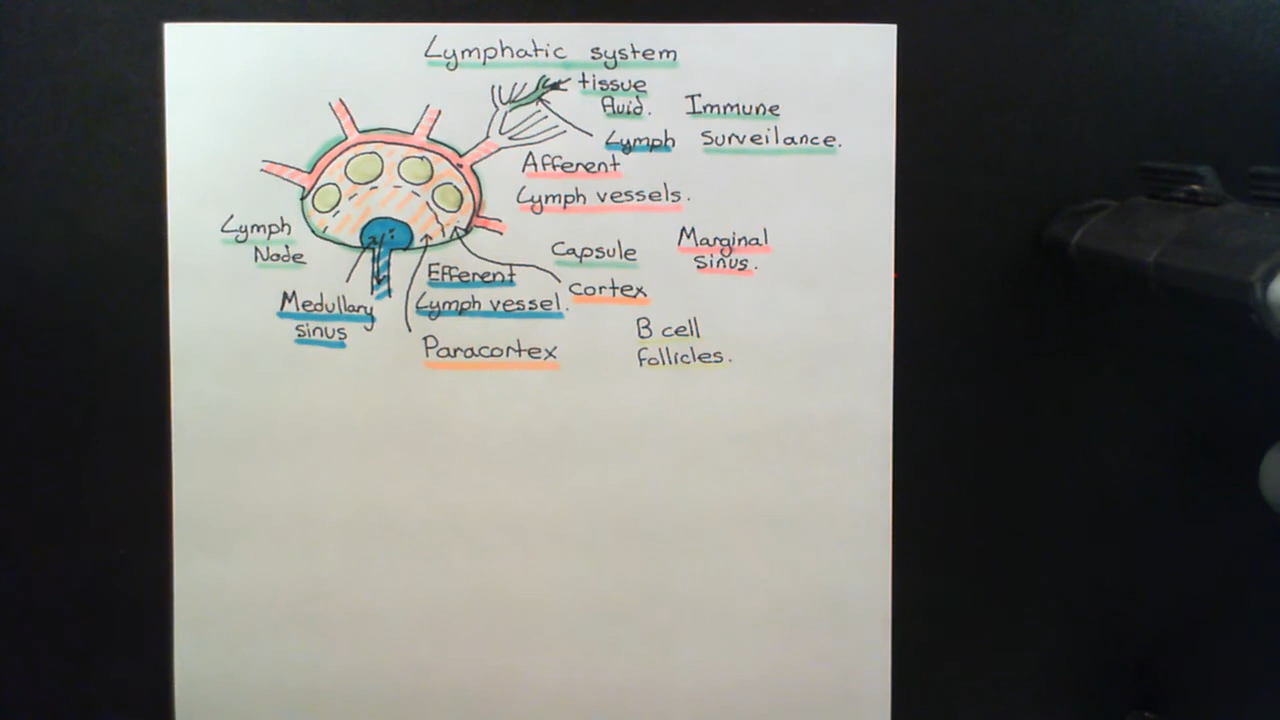 Lymphatic system
tissue
fluid.
Immune
Lymph
Surveilance.
Afferent
Lymph vessels.
Lymph
Node
Capsule
Marginal
Sinus.
Efferent
Lymph vessel.
Cortex
Medullary
Sinus
Paracortex
B cell
follicles.